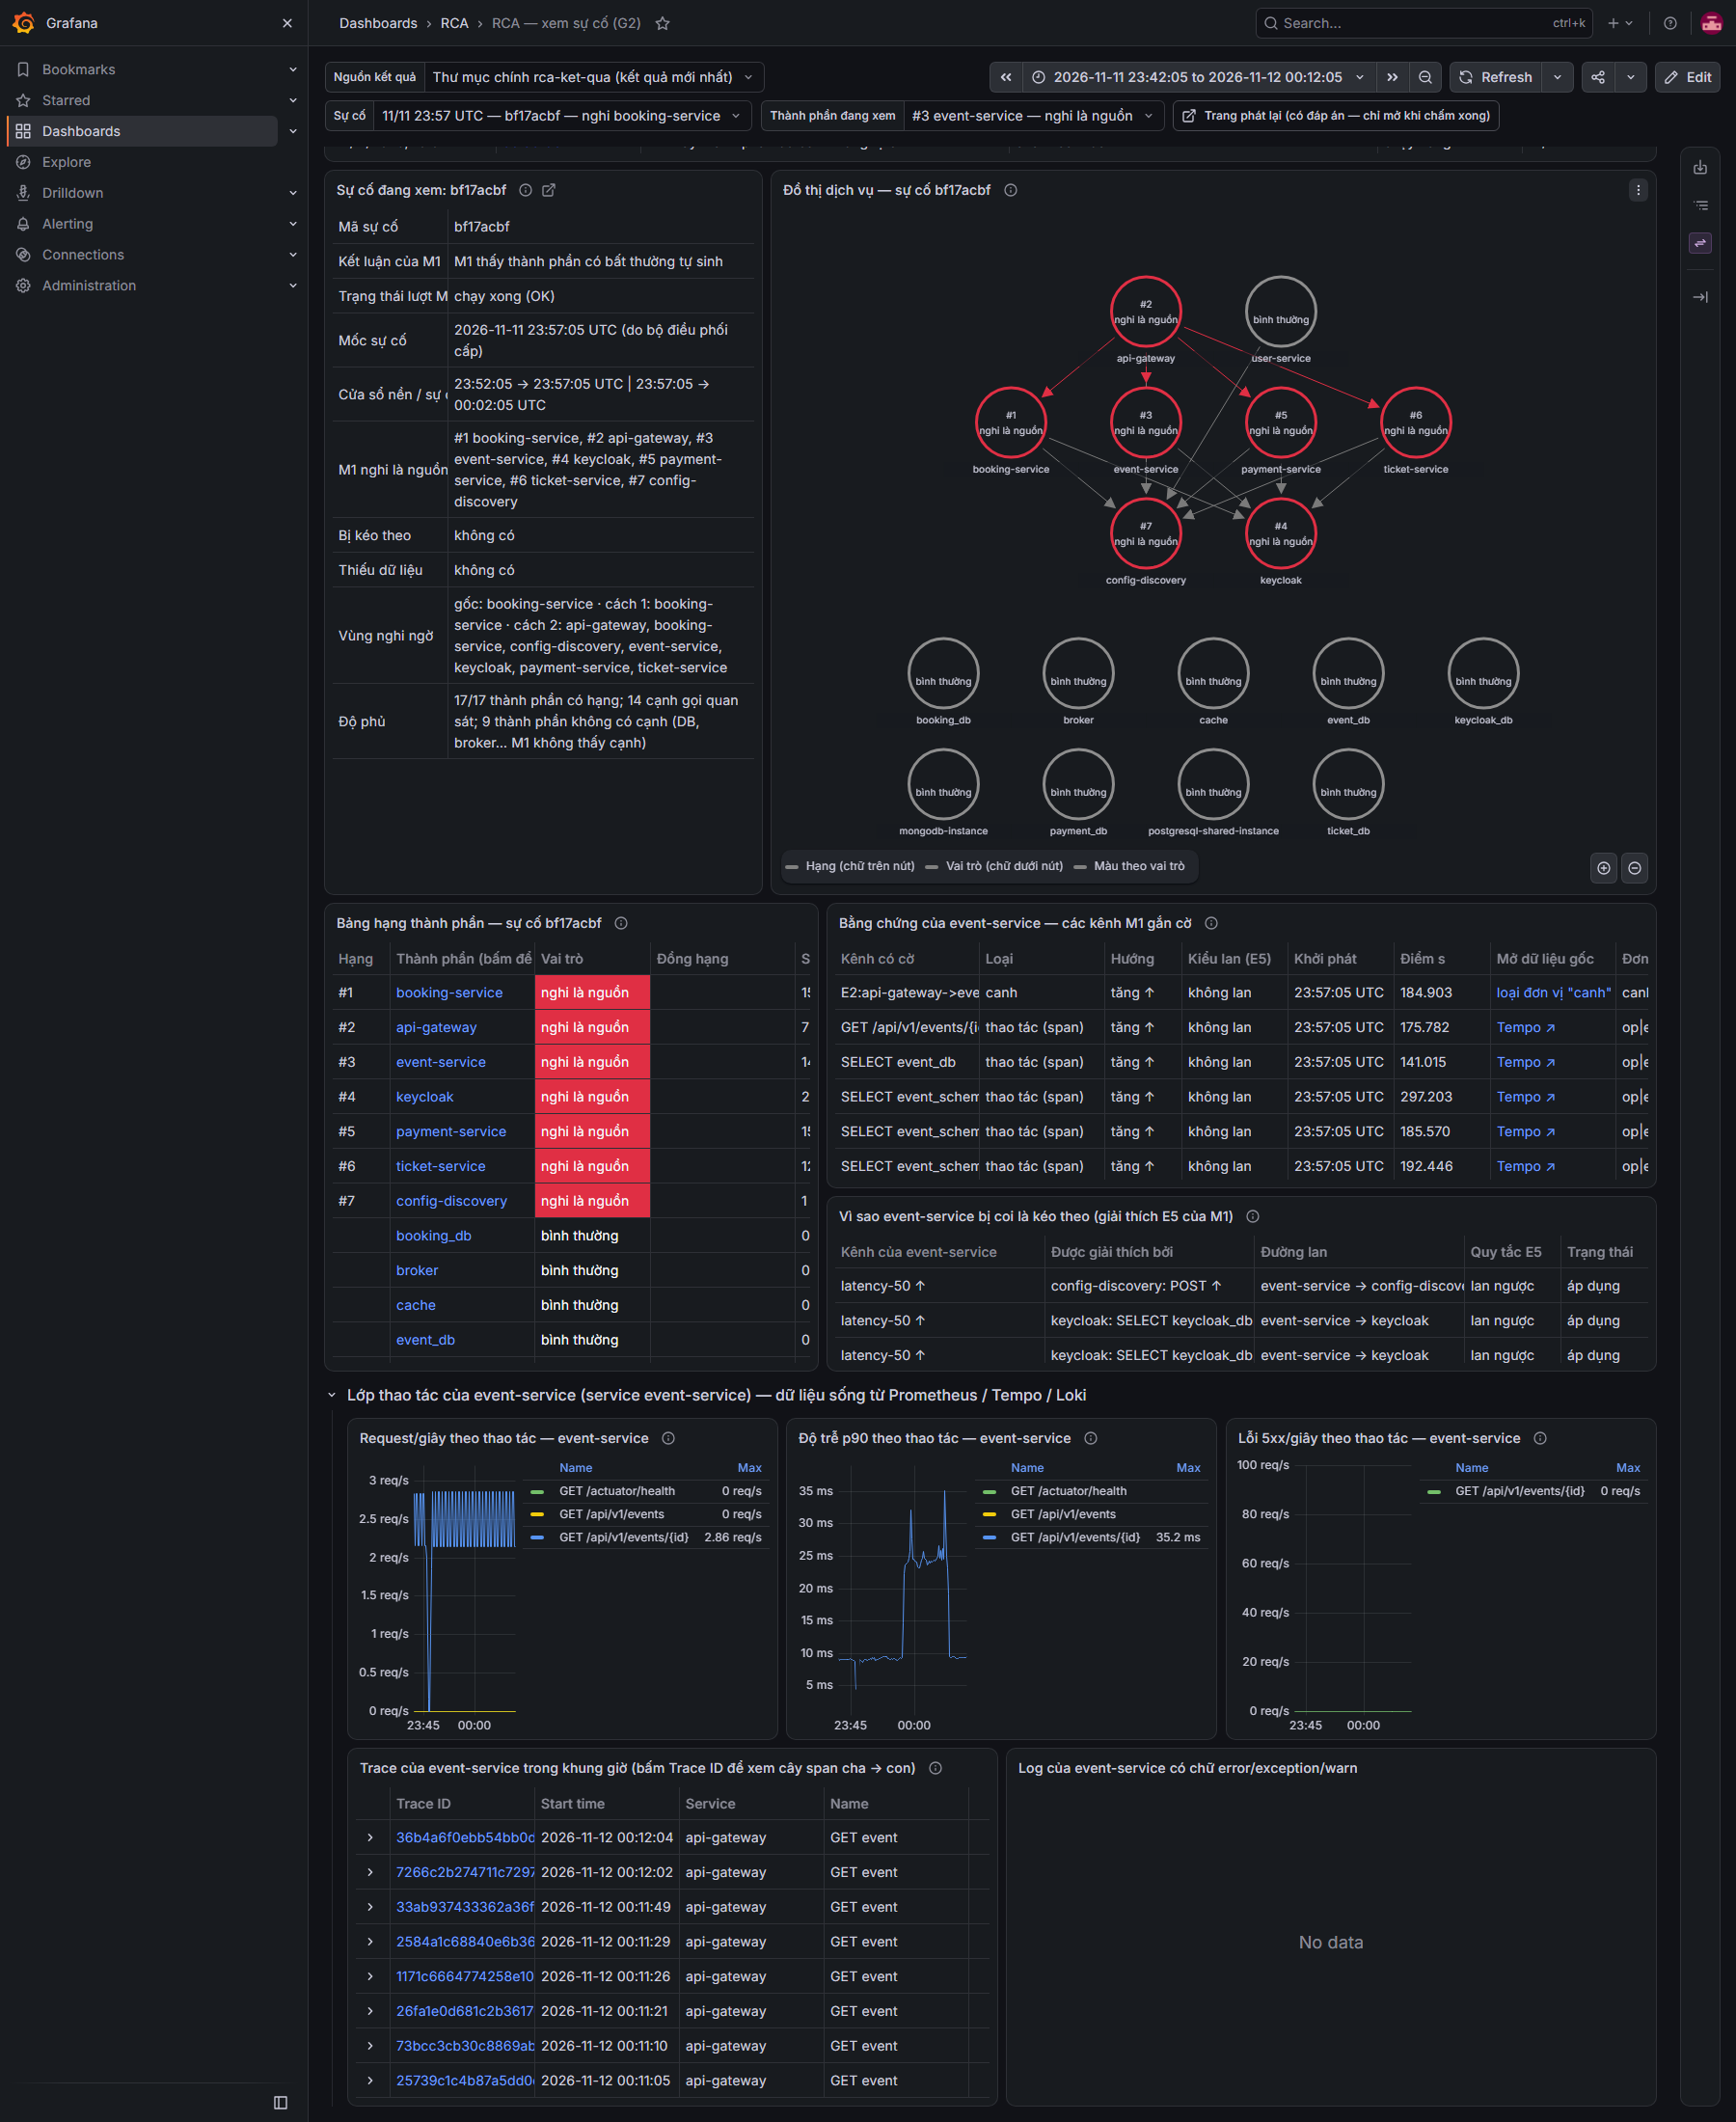 Grafana
Dashboards › RCA › RCA — xem sự cố (G2)
Search...
ctrl+k
Bookmarks
Starred
Dashboards
Explore
Drilldown
Alerting
Connections
Administration
Nguồn kết quả
Thư mục chính rca-ket-qua (kết quả mới nhất)
2026-11-11 23:42:05 to 2026-11-12 00:12:05
Refresh
Edit
Sự cố
11/11 23:57 UTC — bf17acbf — nghi booking-service
Thành phần đang xem
#3 event-service — nghi là nguồn
Trang phát lại (có đáp án — chỉ mở khi chấm xong)
Sự cố đang xem: bf17acbf
Mã sự cố
bf17acbf
Kết luận của M1
M1 thấy thành phần có bất thường tự sinh
Trạng thái lượt M
chạy xong (OK)
Mốc sự cố
2026-11-11 23:57:05 UTC (do bộ điều phối
cấp)
Cửa sổ nền / sự
23:52:05 → 23:57:05 UTC | 23:57:05 →
00:02:05 UTC
M1 nghi là nguồn
#1 booking-service, #2 api-gateway, #3
event-service, #4 keycloak, #5 payment-
service, #6 ticket-service, #7 config-
discovery
Bị kéo theo
không có
Thiếu dữ liệu
không có
Vùng nghi ngờ
gốc: booking-service · cách 1: booking-
service · cách 2: api-gateway, booking-
service, config-discovery, event-service,
keycloak, payment-service, ticket-service
Độ phủ
17/17 thành phần có hạng; 14 cạnh gọi quan
sát; 9 thành phần không có cạnh (DB,
broker... M1 không thấy cạnh)
Đồ thị dịch vụ — sự cố bf17acbf
#2
nghi là nguồn
api-gateway
bình thường
user-service
#1
nghi là nguồn
booking-service
#3
nghi là nguồn
event-service
#5
nghi là nguồn
payment-service
#6
nghi là nguồn
ticket-service
#7
nghi là nguồn
config-discovery
#4
nghi là nguồn
keycloak
bình thường
booking_db
bình thường
broker
bình thường
cache
bình thường
event_db
bình thường
keycloak_db
bình thường
mongodb-instance
bình thường
payment_db
bình thường
postgresql-shared-instance
bình thường
ticket_db
Hạng (chữ trên nút)
Vai trò (chữ dưới nút)
Màu theo vai trò
Bảng hạng thành phần — sự cố bf17acbf
Hạng Thành phần (bấm để Vai trò Đồng hạng S
#1 booking-service nghi là nguồn 15
#2 api-gateway nghi là nguồn 7
#3 event-service nghi là nguồn 14
#4 keycloak nghi là nguồn 2
#5 payment-service nghi là nguồn 15
#6 ticket-service nghi là nguồn 12
#7 config-discovery nghi là nguồn 1
booking_db bình thường 0
broker bình thường 0
cache bình thường 0
event_db bình thường 0
Bằng chứng của event-service — các kênh M1 gắn cờ
Kênh có cờ Loại Hướng Kiểu lan (E5) Khởi phát Điểm s Mở dữ liệu gốc Đơn
E2:api-gateway->eve canh tăng ↑ không lan 23:57:05 UTC 184.903 loại đơn vị "canh" canl
GET /api/v1/events/{i thao tác (span) tăng ↑ không lan 23:57:05 UTC 175.782 Tempo ↗ op|e
SELECT event_db thao tác (span) tăng ↑ không lan 23:57:05 UTC 141.015 Tempo ↗ op|e
SELECT event_schem thao tác (span) tăng ↑ không lan 23:57:05 UTC 297.203 Tempo ↗ op|e
SELECT event_schem thao tác (span) tăng ↑ không lan 23:57:05 UTC 185.570 Tempo ↗ op|e
SELECT event_schem thao tác (span) tăng ↑ không lan 23:57:05 UTC 192.446 Tempo ↗ op|e
Vì sao event-service bị coi là kéo theo (giải thích E5 của M1)
Kênh của event-service Được giải thích bởi Đường lan Quy tắc E5 Trạng thái
latency-50 ↑ config-discovery: POST ↑ event-service → config-discov lan ngược áp dụng
latency-50 ↑ keycloak: SELECT keycloak_db event-service → keycloak lan ngược áp dụng
latency-50 ↑ keycloak: SELECT keycloak_db event-service → keycloak lan ngược áp dụng
Lớp thao tác của event-service (service event-service) — dữ liệu sống từ Prometheus / Tempo / Loki
Request/giây theo thao tác — event-service
3 req/s
2.5 req/s
2 req/s
1.5 req/s
1 req/s
0.5 req/s
0 req/s
23:45 00:00
Name Max
GET /actuator/health 0 req/s
GET /api/v1/events 0 req/s
GET /api/v1/events/{id} 2.86 req/s
Độ trễ p90 theo thao tác — event-service
35 ms
30 ms
25 ms
20 ms
15 ms
10 ms
5 ms
23:45 00:00
Name Max
GET /actuator/health
GET /api/v1/events
GET /api/v1/events/{id} 35.2 ms
Lỗi 5xx/giây theo thao tác — event-service
100 req/s
80 req/s
60 req/s
40 req/s
20 req/s
0 req/s
23:45 00:00
Name Max
GET /api/v1/events/{id} 0 req/s
Trace của event-service trong khung giờ (bấm Trace ID để xem cây span cha → con)
Trace ID Start time Service Name
36b4a6f0ebb54bb0c 2026-11-12 00:12:04 api-gateway GET event
7266c2b274711c7297 2026-11-12 00:12:02 api-gateway GET event
33ab937433362a36f 2026-11-12 00:11:49 api-gateway GET event
2584a1c68840e6b36 2026-11-12 00:11:29 api-gateway GET event
1171c6664774258e10 2026-11-12 00:11:26 api-gateway GET event
26fa1e0d681c2b3617 2026-11-12 00:11:21 api-gateway GET event
73bcc3cb30c8869ab 2026-11-12 00:11:10 api-gateway GET event
25739c1c4b87a5dd0 2026-11-12 00:11:05 api-gateway GET event
Log của event-service có chữ error/exception/warn
No data